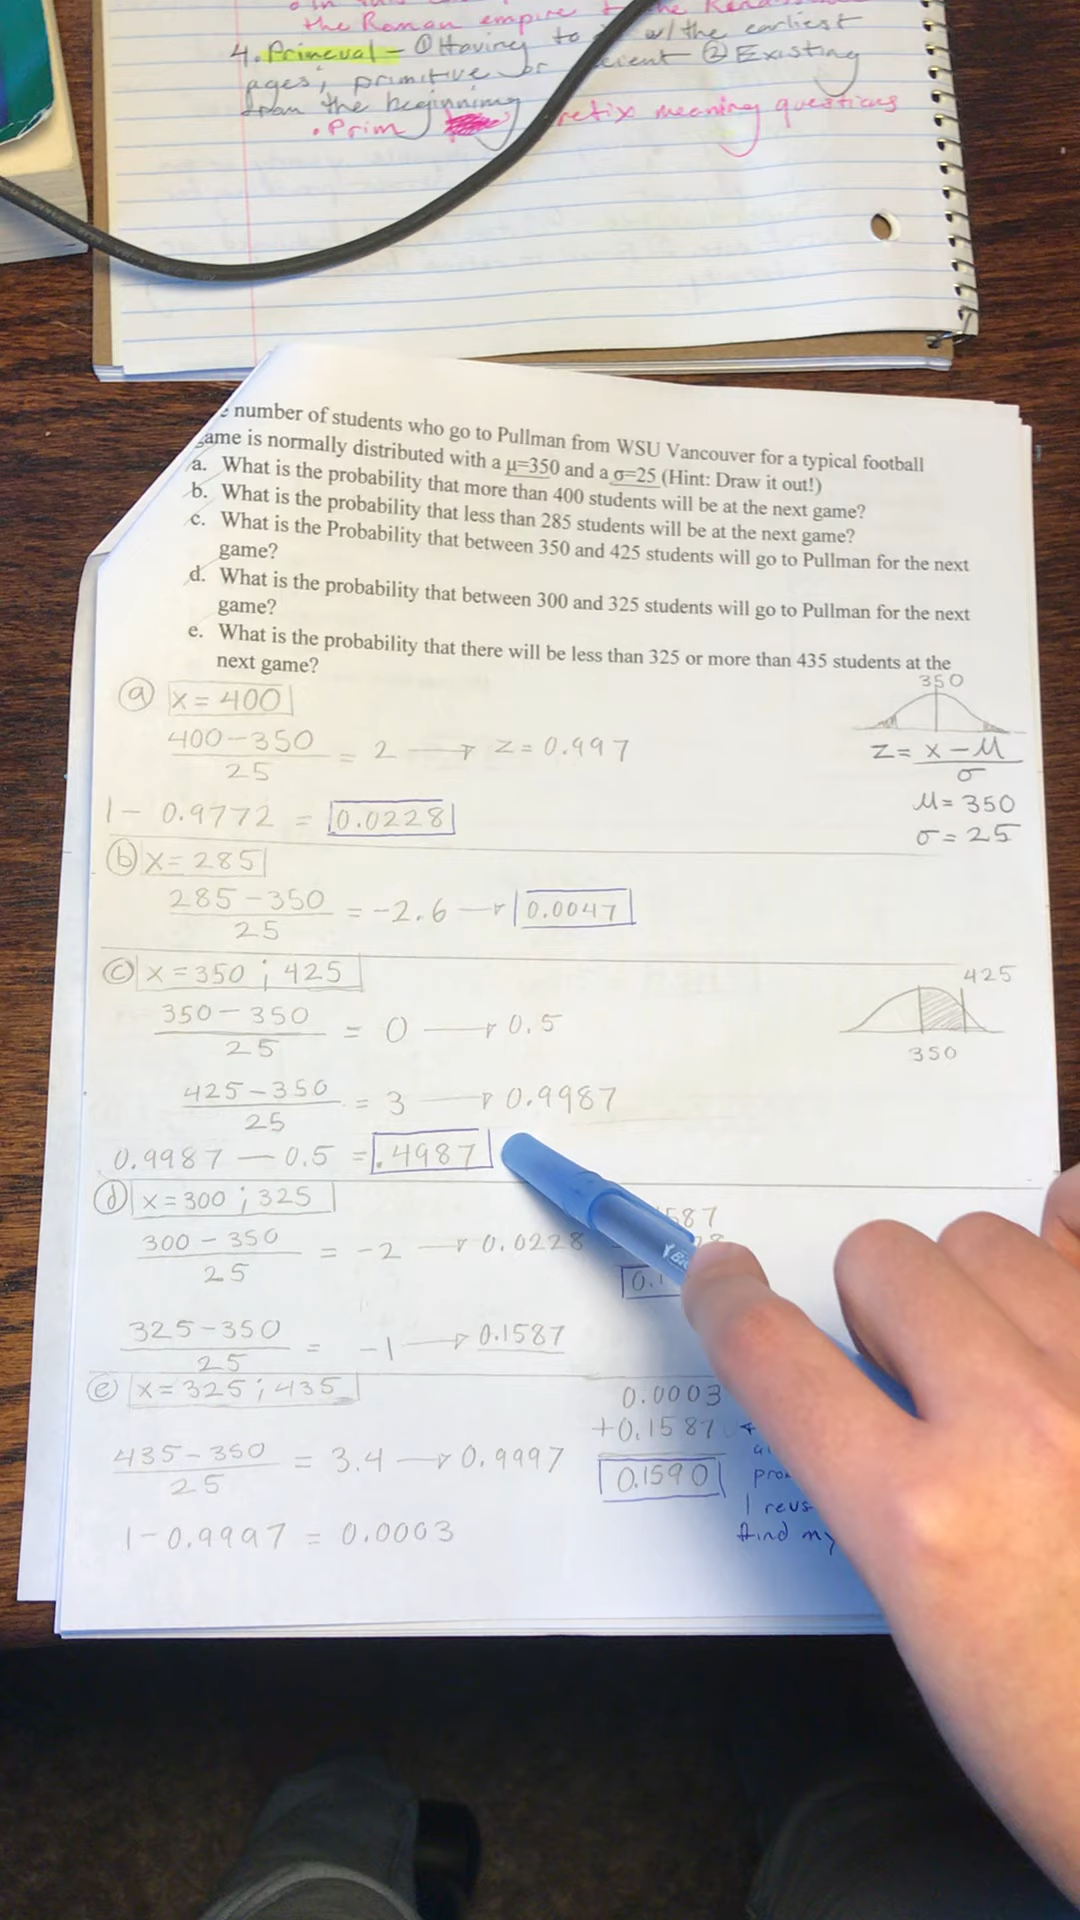 the Roman empire
4. Primeval - ① Having to w/ the earliest
ages; primitive or cient ② Existing
from the beginning
• Prim refix meaning questions
number of students who go to Pullman from WSU Vancouver for a typical football
ame is normally distributed with a μ=350 and a σ=25 (Hint: Draw it out!)
a. What is the probability that more than 400 students will be at the next game?
b. What is the probability that less than 285 students will be at the next game?
c. What is the Probability that between 350 and 425 students will go to Pullman for the next
game?
d. What is the probability that between 300 and 325 students will go to Pullman for the next
game?
e. What is the probability that there will be less than 325 or more than 435 students at the
next game?
350
ⓐ x = 400
400-350
25
= 2 → Z = 0.997
Z = x - μ
σ
μ = 350
σ = 25
1 - 0.9772 = 0.0228
ⓑ x = 285
285-350
25
= -2.6 → 0.0047
ⓒ x = 350 ; 425
425
350
350 - 350
25
= 0 → 0.5
425-350
25
= 3 → 0.9987
0.9987 - 0.5 = .4987
ⓓ x = 300 ; 325
300 - 350
25
= -2 → 0.0228
587
0.1
325-350
25
= -1 → 0.1587
ⓔ x = 325 ; 435
435-350
25
= 3.4 → 0.9997
0.0003
+0.1587
0.1590
1 - 0.9997 = 0.0003
I reus
find my